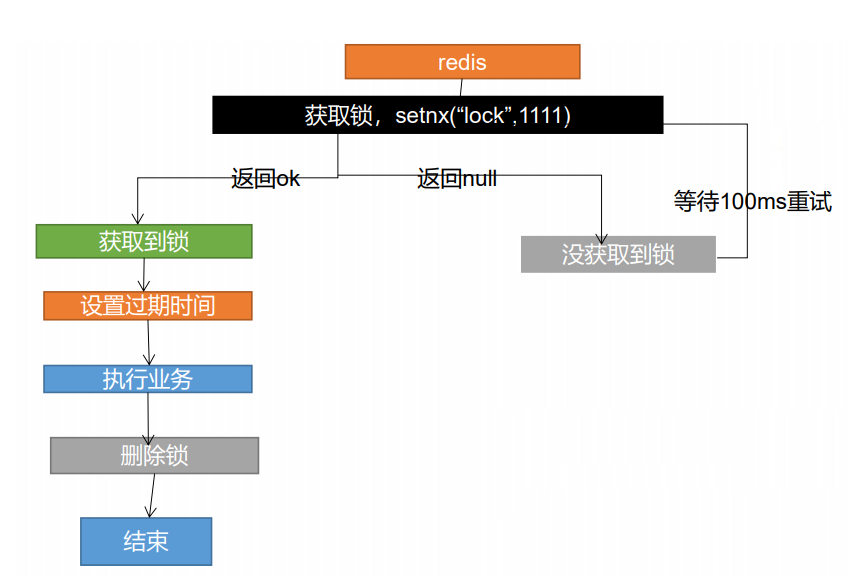 redis
获取锁，setnx(“lock”,1111)
返回ok
返回null
等待100ms重试
获取到锁
没获取到锁
设置过期时间
执行业务
删除锁
结束